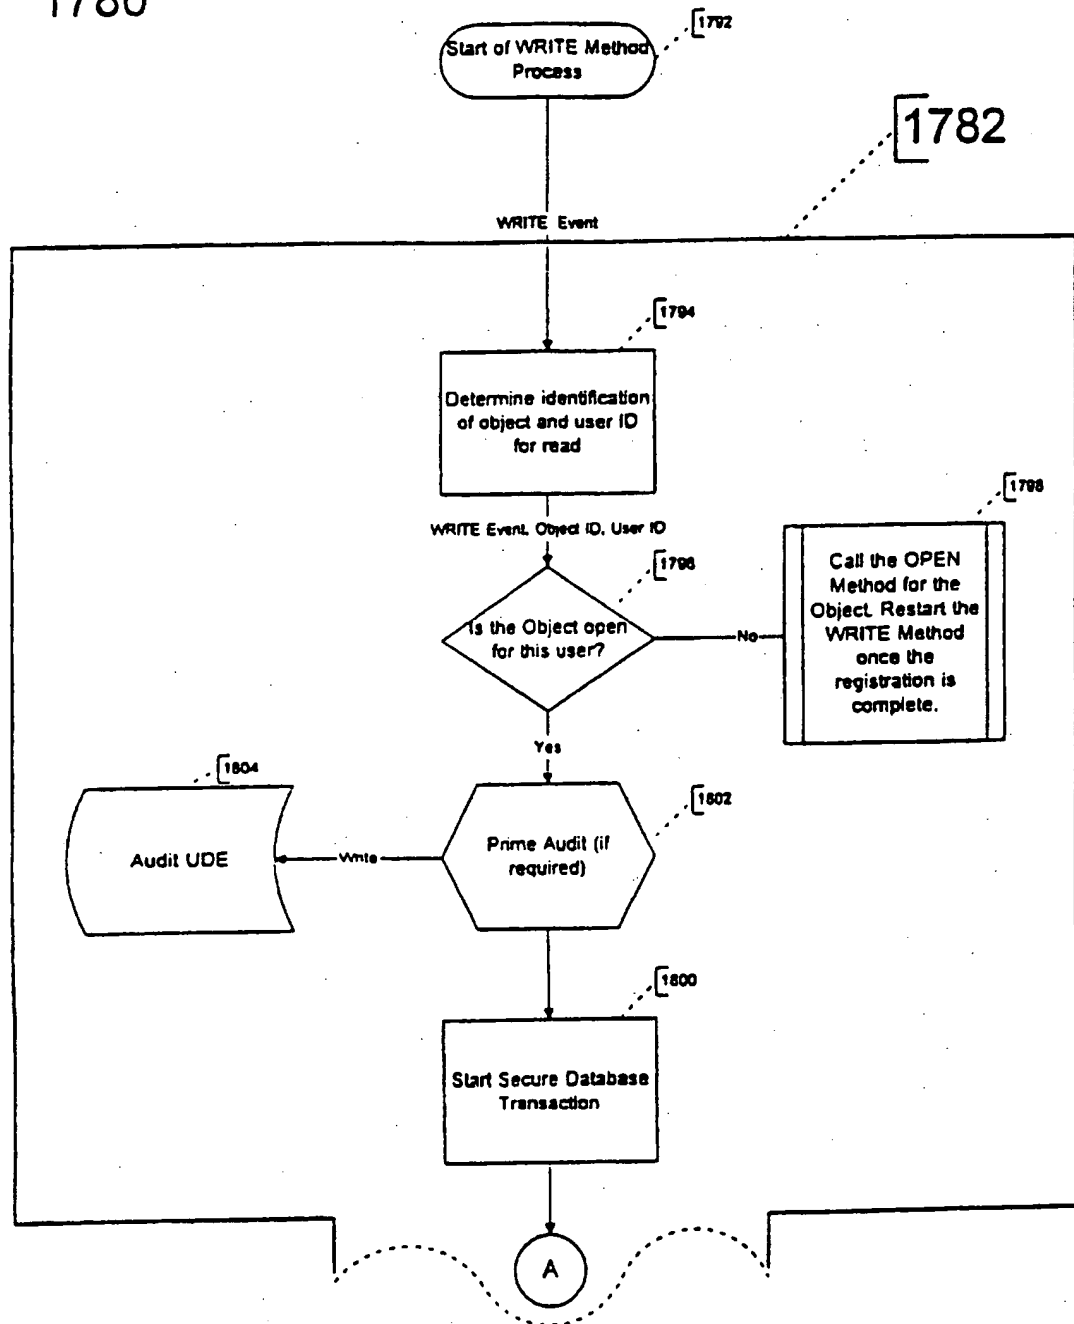 1780
1792
Start of WRITE Method
Process
1782
WRITE Event
1794
Determine identification
of object and user ID
for read
WRITE Event, Object ID, User ID
1796
1798
Is the Object open
for this user?
No
Call the OPEN
Method for the
Object. Restart the
WRITE Method
once the
registration is
complete.
Yes
1804
1802
Audit UDE
Write
Prime Audit (if
required)
1800
Start Secure Database
Transaction
A